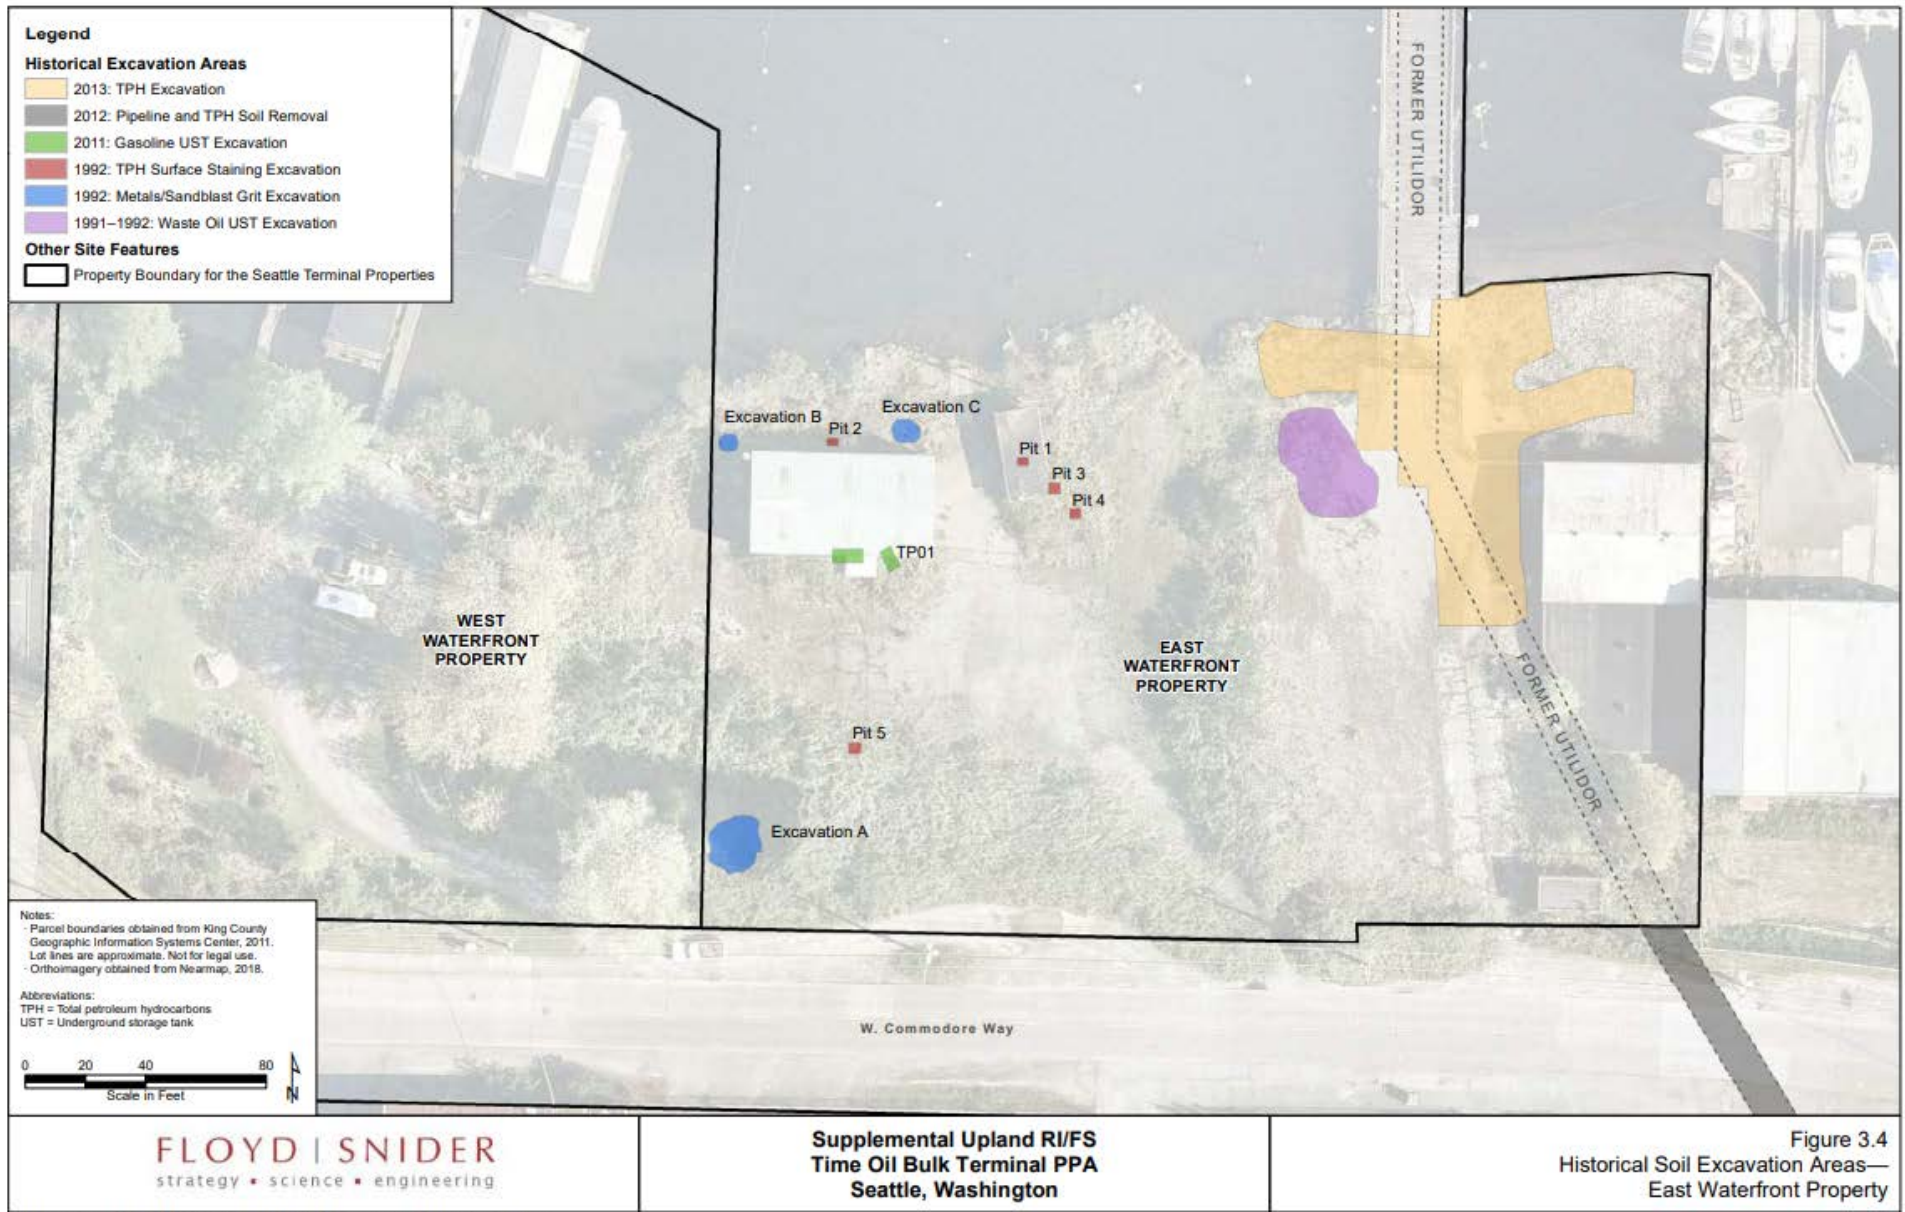 Legend
Historical Excavation Areas
2013: TPH Excavation
2012: Pipeline and TPH Soil Removal
2011: Gasoline UST Excavation
1992: TPH Surface Staining Excavation
1992: Metals/Sandblast Grit Excavation
1991–1992: Waste Oil UST Excavation
Other Site Features
Property Boundary for the Seattle Terminal Properties
FORMER UTILIDOR
Excavation B
Pit 2
Excavation C
Pit 1
Pit 3
Pit 4
TP01
WEST
WATERFRONT
PROPERTY
EAST
WATERFRONT
PROPERTY
FORMER UTILIDOR
Pit 5
Excavation A
Notes:
· Parcel boundaries obtained from King County
Geographic Information Systems Center, 2011.
Lot lines are approximate. Not for legal use.
· Orthoimagery obtained from Nearmap, 2018.
Abbreviations:
TPH = Total petroleum hydrocarbons
UST = Underground storage tank
0 20 40 80
Scale in Feet
N
W. Commodore Way
FLOYD | SNIDER
strategy ▪ science ▪ engineering
Supplemental Upland RI/FS
Time Oil Bulk Terminal PPA
Seattle, Washington
Figure 3.4
Historical Soil Excavation Areas—
East Waterfront Property